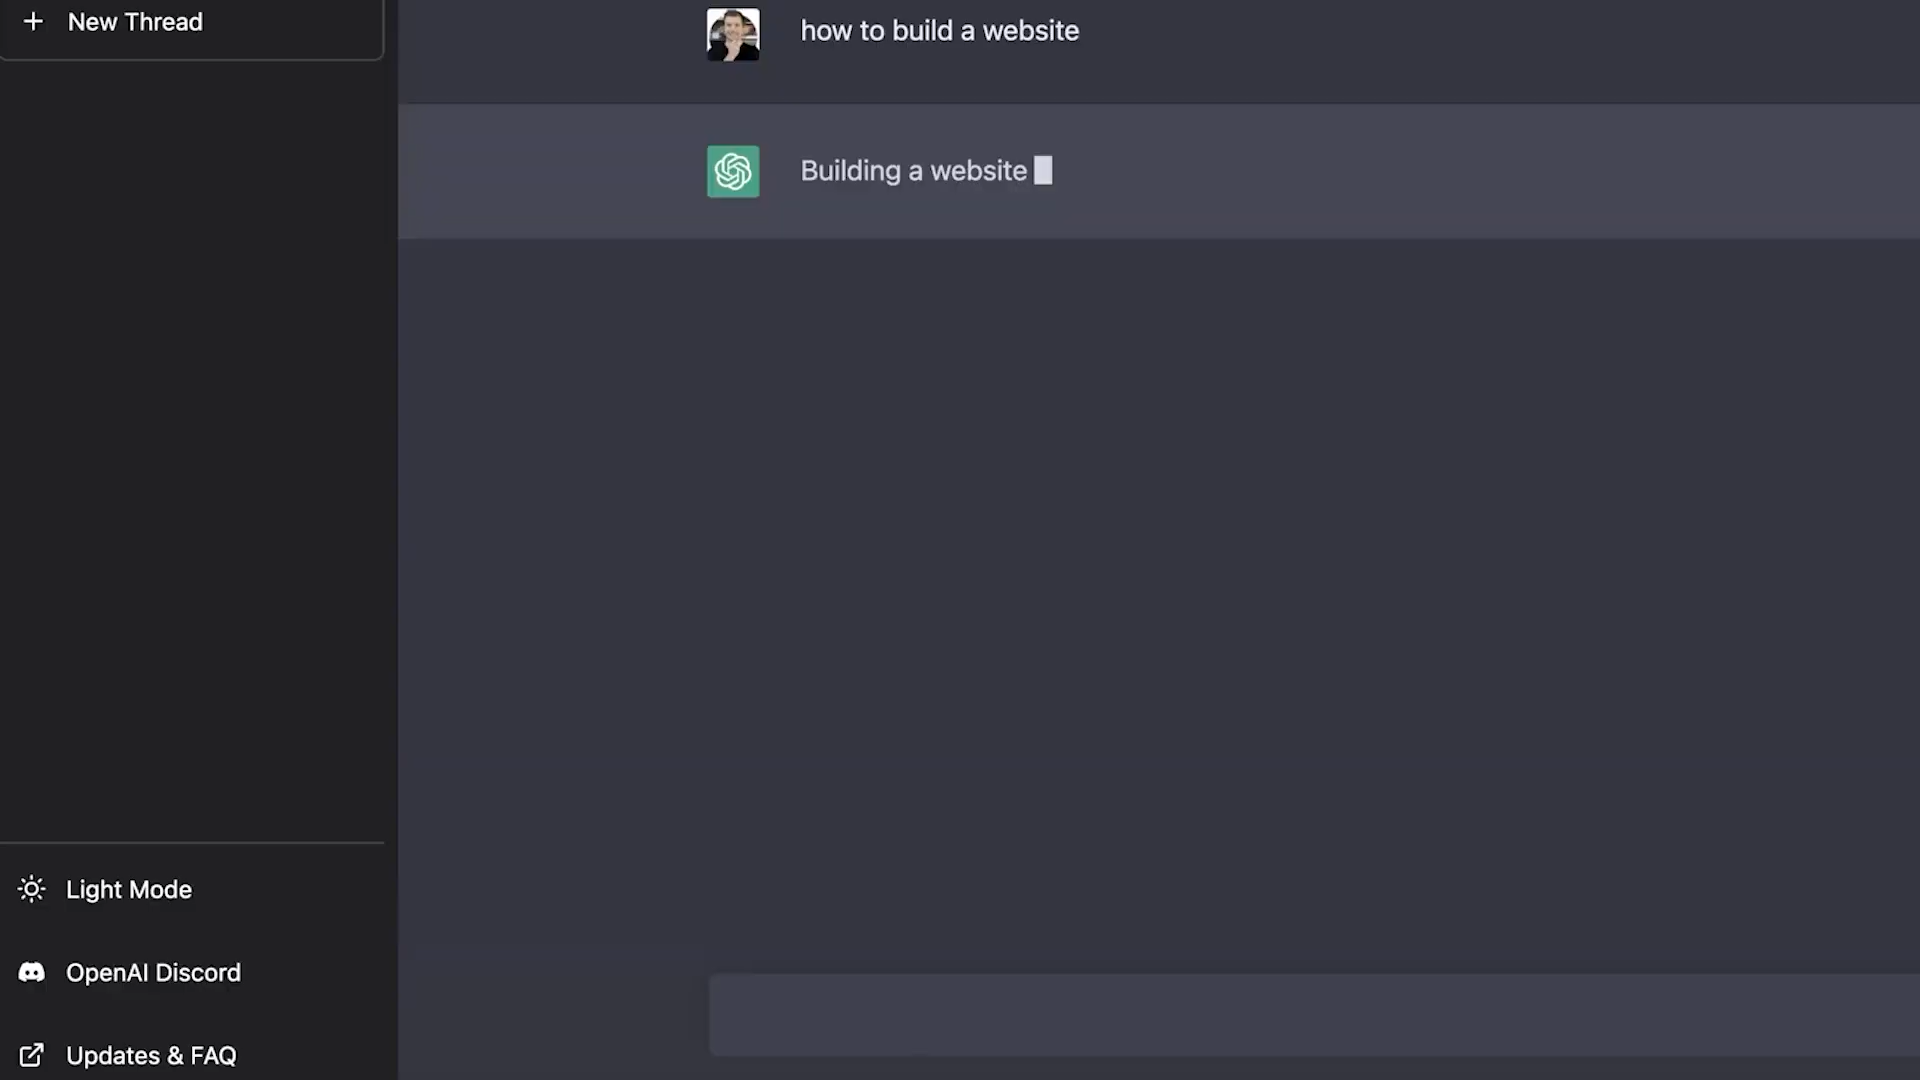 New Thread
how to build a website
Building a website
Light Mode
OpenAI Discord
Updates & FAQ